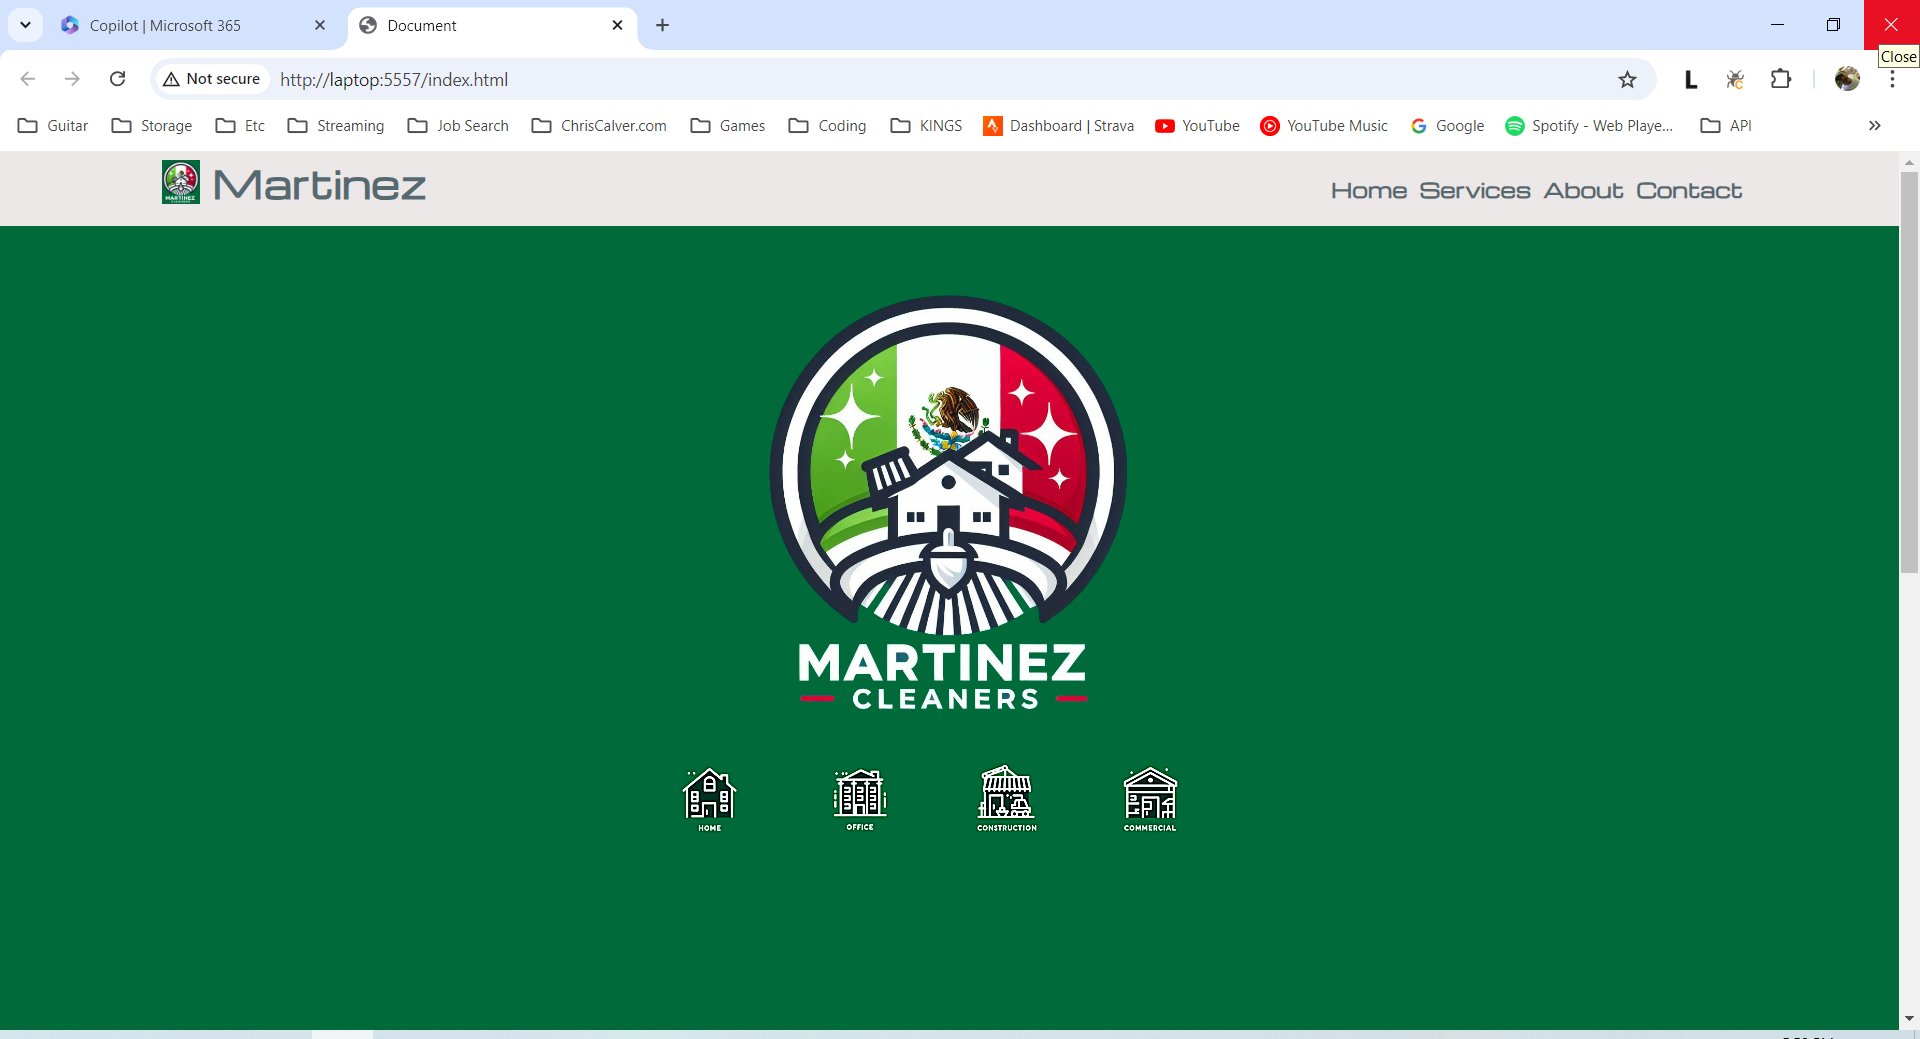 Copilot | Microsoft 365
Document
Close
Not secure
http://laptop:5557/index.html
L
Guitar
Storage
Etc
Streaming
Job Search
ChrisCalver.com
Games
Coding
KINGS
Dashboard | Strava
YouTube
YouTube Music
Google
Spotify - Web Playe...
API
MARTINEZ
Martinez
Home Services About Contact
MARTINEZ
CLEANERS
HOME
OFFICE
CONSTRUCTION
COMMERCIAL